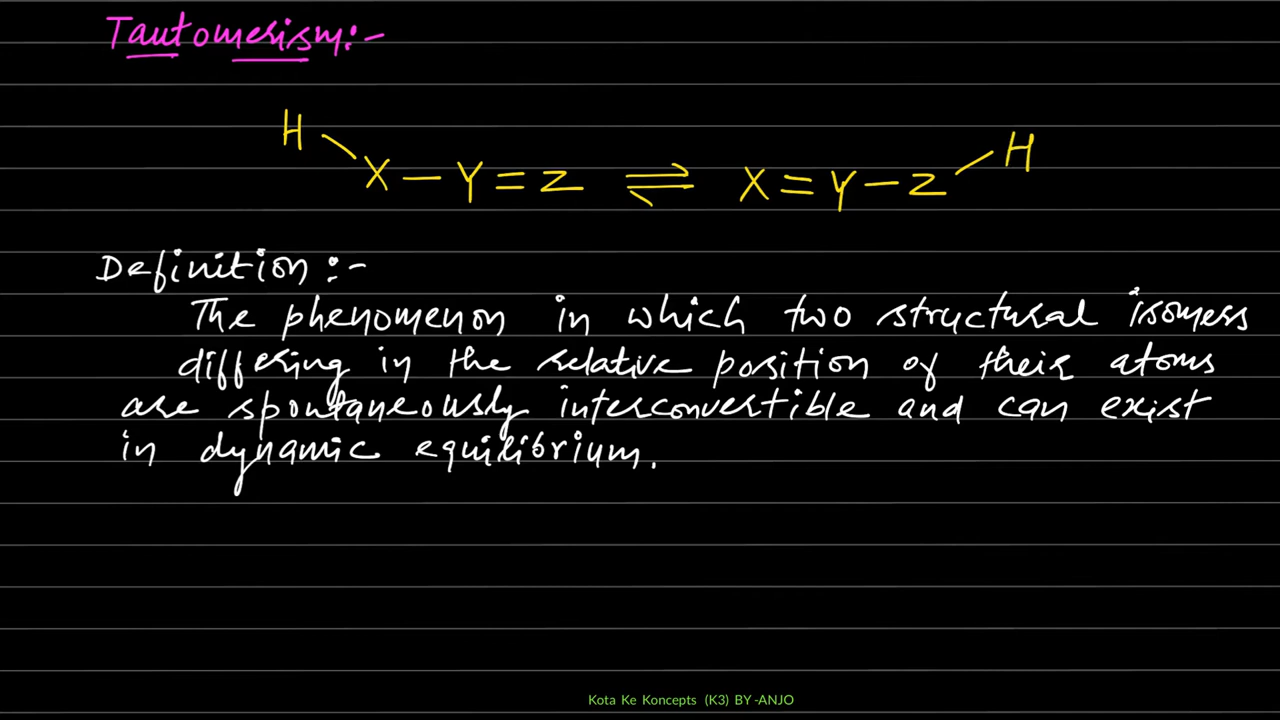 Tautomerism:-
H H
X — Y = Z ⇌ X = Y — Z
Definition :-
The phenomenon in which two structural isomers
differing in the relative position of their atoms
are spontaneously interconvertible and can exist
in dynamic equilibrium.
Kota Ke Koncepts (K3) BY -ANJO